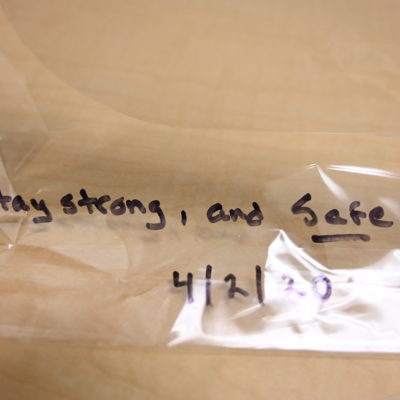 tay strong, and Safe
4/2/20